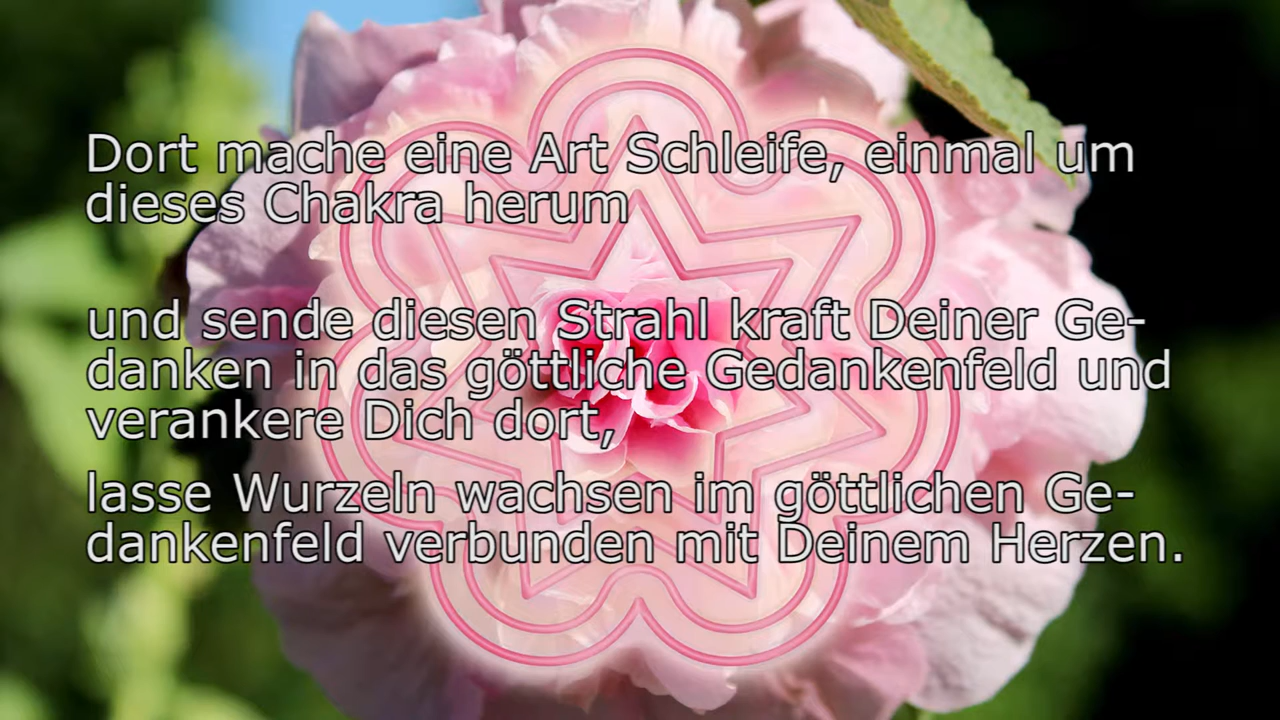 Dort mache eine Art Schleife, einmal um
dieses Chakra herum
und sende diesen Strahl kraft Deiner Ge-
danken in das göttliche Gedankenfeld und
verankere Dich dort,
lasse Wurzeln wachsen im göttlichen Ge-
dankenfeld verbunden mit Deinem Herzen.